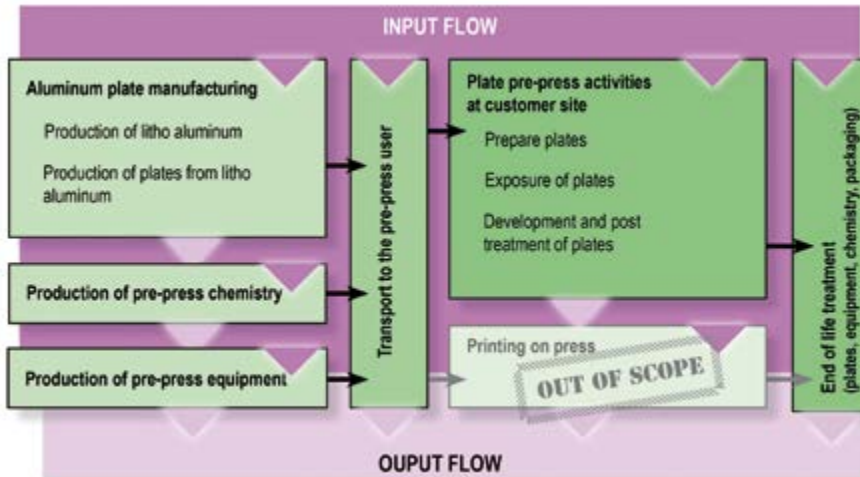 INPUT FLOW
Aluminum plate manufacturing
Production of litho aluminum
Production of plates from litho
aluminum
Production of pre-press chemistry
Production of pre-press equipment
Transport to the pre-press user
Plate pre-press activities
at customer site
Prepare plates
Exposure of plates
Development and post
treatment of plates
Printing on press
OUT OF SCOPE
End of life treatment
(plates, equipment, chemistry, packaging)
OUPUT FLOW